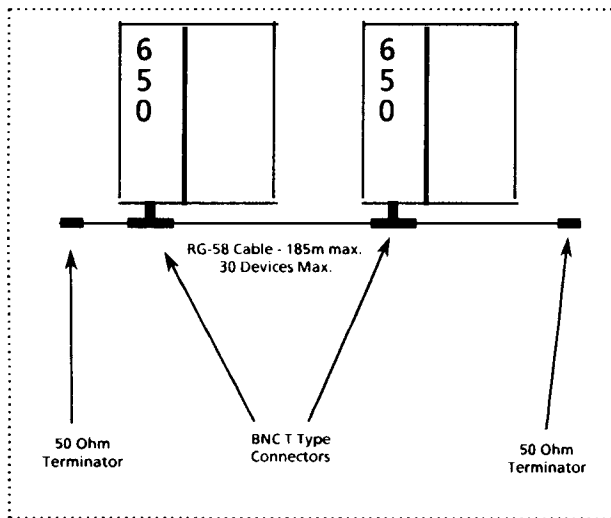 6
5
0
6
5
0
RG-58 Cable - 185m max.
30 Devices Max.
50 Ohm
Terminator
BNC T Type
Connectors
50 Ohm
Terminator